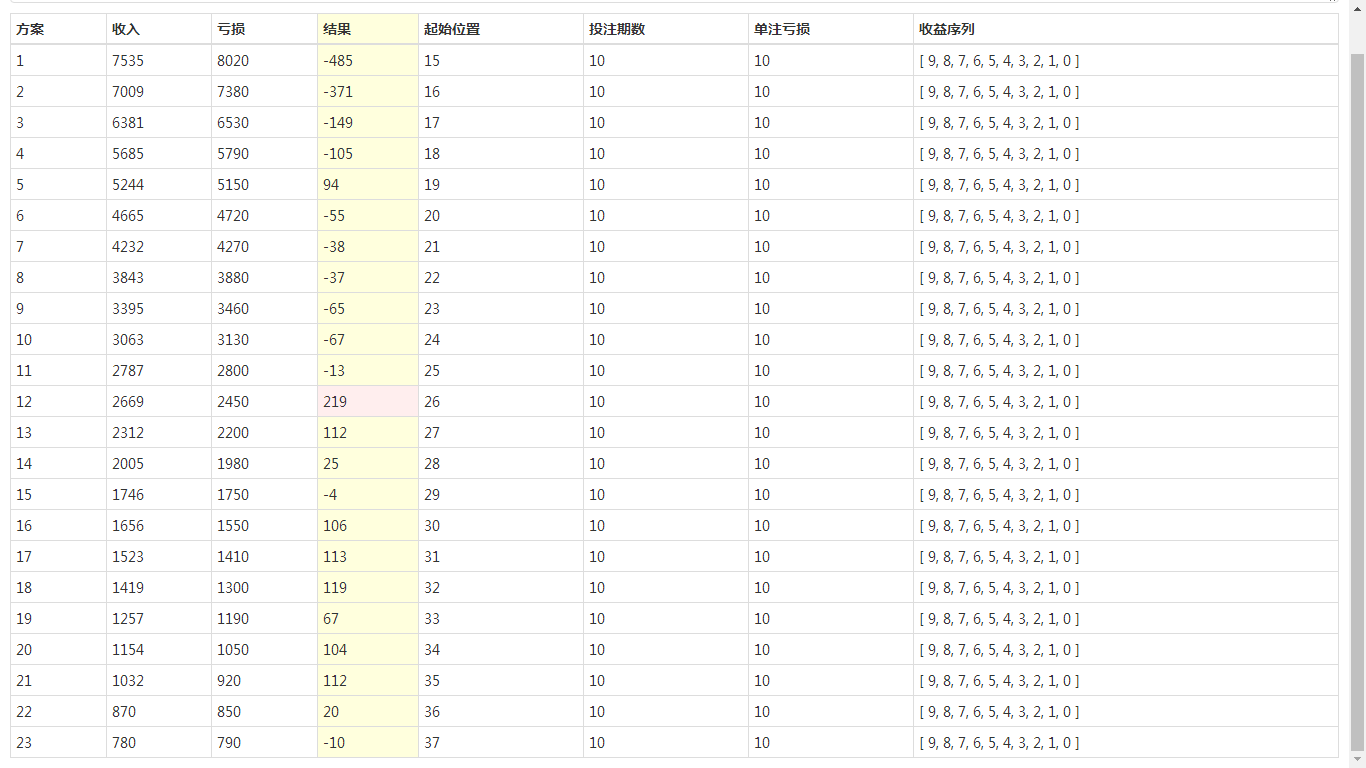 方案 收入 亏损 结果 起始位置 投注期数 单注亏损 收益序列
1 7535 8020 -485 15 10 10 [ 9, 8, 7, 6, 5, 4, 3, 2, 1, 0 ]
2 7009 7380 -371 16 10 10 [ 9, 8, 7, 6, 5, 4, 3, 2, 1, 0 ]
3 6381 6530 -149 17 10 10 [ 9, 8, 7, 6, 5, 4, 3, 2, 1, 0 ]
4 5685 5790 -105 18 10 10 [ 9, 8, 7, 6, 5, 4, 3, 2, 1, 0 ]
5 5244 5150 94 19 10 10 [ 9, 8, 7, 6, 5, 4, 3, 2, 1, 0 ]
6 4665 4720 -55 20 10 10 [ 9, 8, 7, 6, 5, 4, 3, 2, 1, 0 ]
7 4232 4270 -38 21 10 10 [ 9, 8, 7, 6, 5, 4, 3, 2, 1, 0 ]
8 3843 3880 -37 22 10 10 [ 9, 8, 7, 6, 5, 4, 3, 2, 1, 0 ]
9 3395 3460 -65 23 10 10 [ 9, 8, 7, 6, 5, 4, 3, 2, 1, 0 ]
10 3063 3130 -67 24 10 10 [ 9, 8, 7, 6, 5, 4, 3, 2, 1, 0 ]
11 2787 2800 -13 25 10 10 [ 9, 8, 7, 6, 5, 4, 3, 2, 1, 0 ]
12 2669 2450 219 26 10 10 [ 9, 8, 7, 6, 5, 4, 3, 2, 1, 0 ]
13 2312 2200 112 27 10 10 [ 9, 8, 7, 6, 5, 4, 3, 2, 1, 0 ]
14 2005 1980 25 28 10 10 [ 9, 8, 7, 6, 5, 4, 3, 2, 1, 0 ]
15 1746 1750 -4 29 10 10 [ 9, 8, 7, 6, 5, 4, 3, 2, 1, 0 ]
16 1656 1550 106 30 10 10 [ 9, 8, 7, 6, 5, 4, 3, 2, 1, 0 ]
17 1523 1410 113 31 10 10 [ 9, 8, 7, 6, 5, 4, 3, 2, 1, 0 ]
18 1419 1300 119 32 10 10 [ 9, 8, 7, 6, 5, 4, 3, 2, 1, 0 ]
19 1257 1190 67 33 10 10 [ 9, 8, 7, 6, 5, 4, 3, 2, 1, 0 ]
20 1154 1050 104 34 10 10 [ 9, 8, 7, 6, 5, 4, 3, 2, 1, 0 ]
21 1032 920 112 35 10 10 [ 9, 8, 7, 6, 5, 4, 3, 2, 1, 0 ]
22 870 850 20 36 10 10 [ 9, 8, 7, 6, 5, 4, 3, 2, 1, 0 ]
23 780 790 -10 37 10 10 [ 9, 8, 7, 6, 5, 4, 3, 2, 1, 0 ]